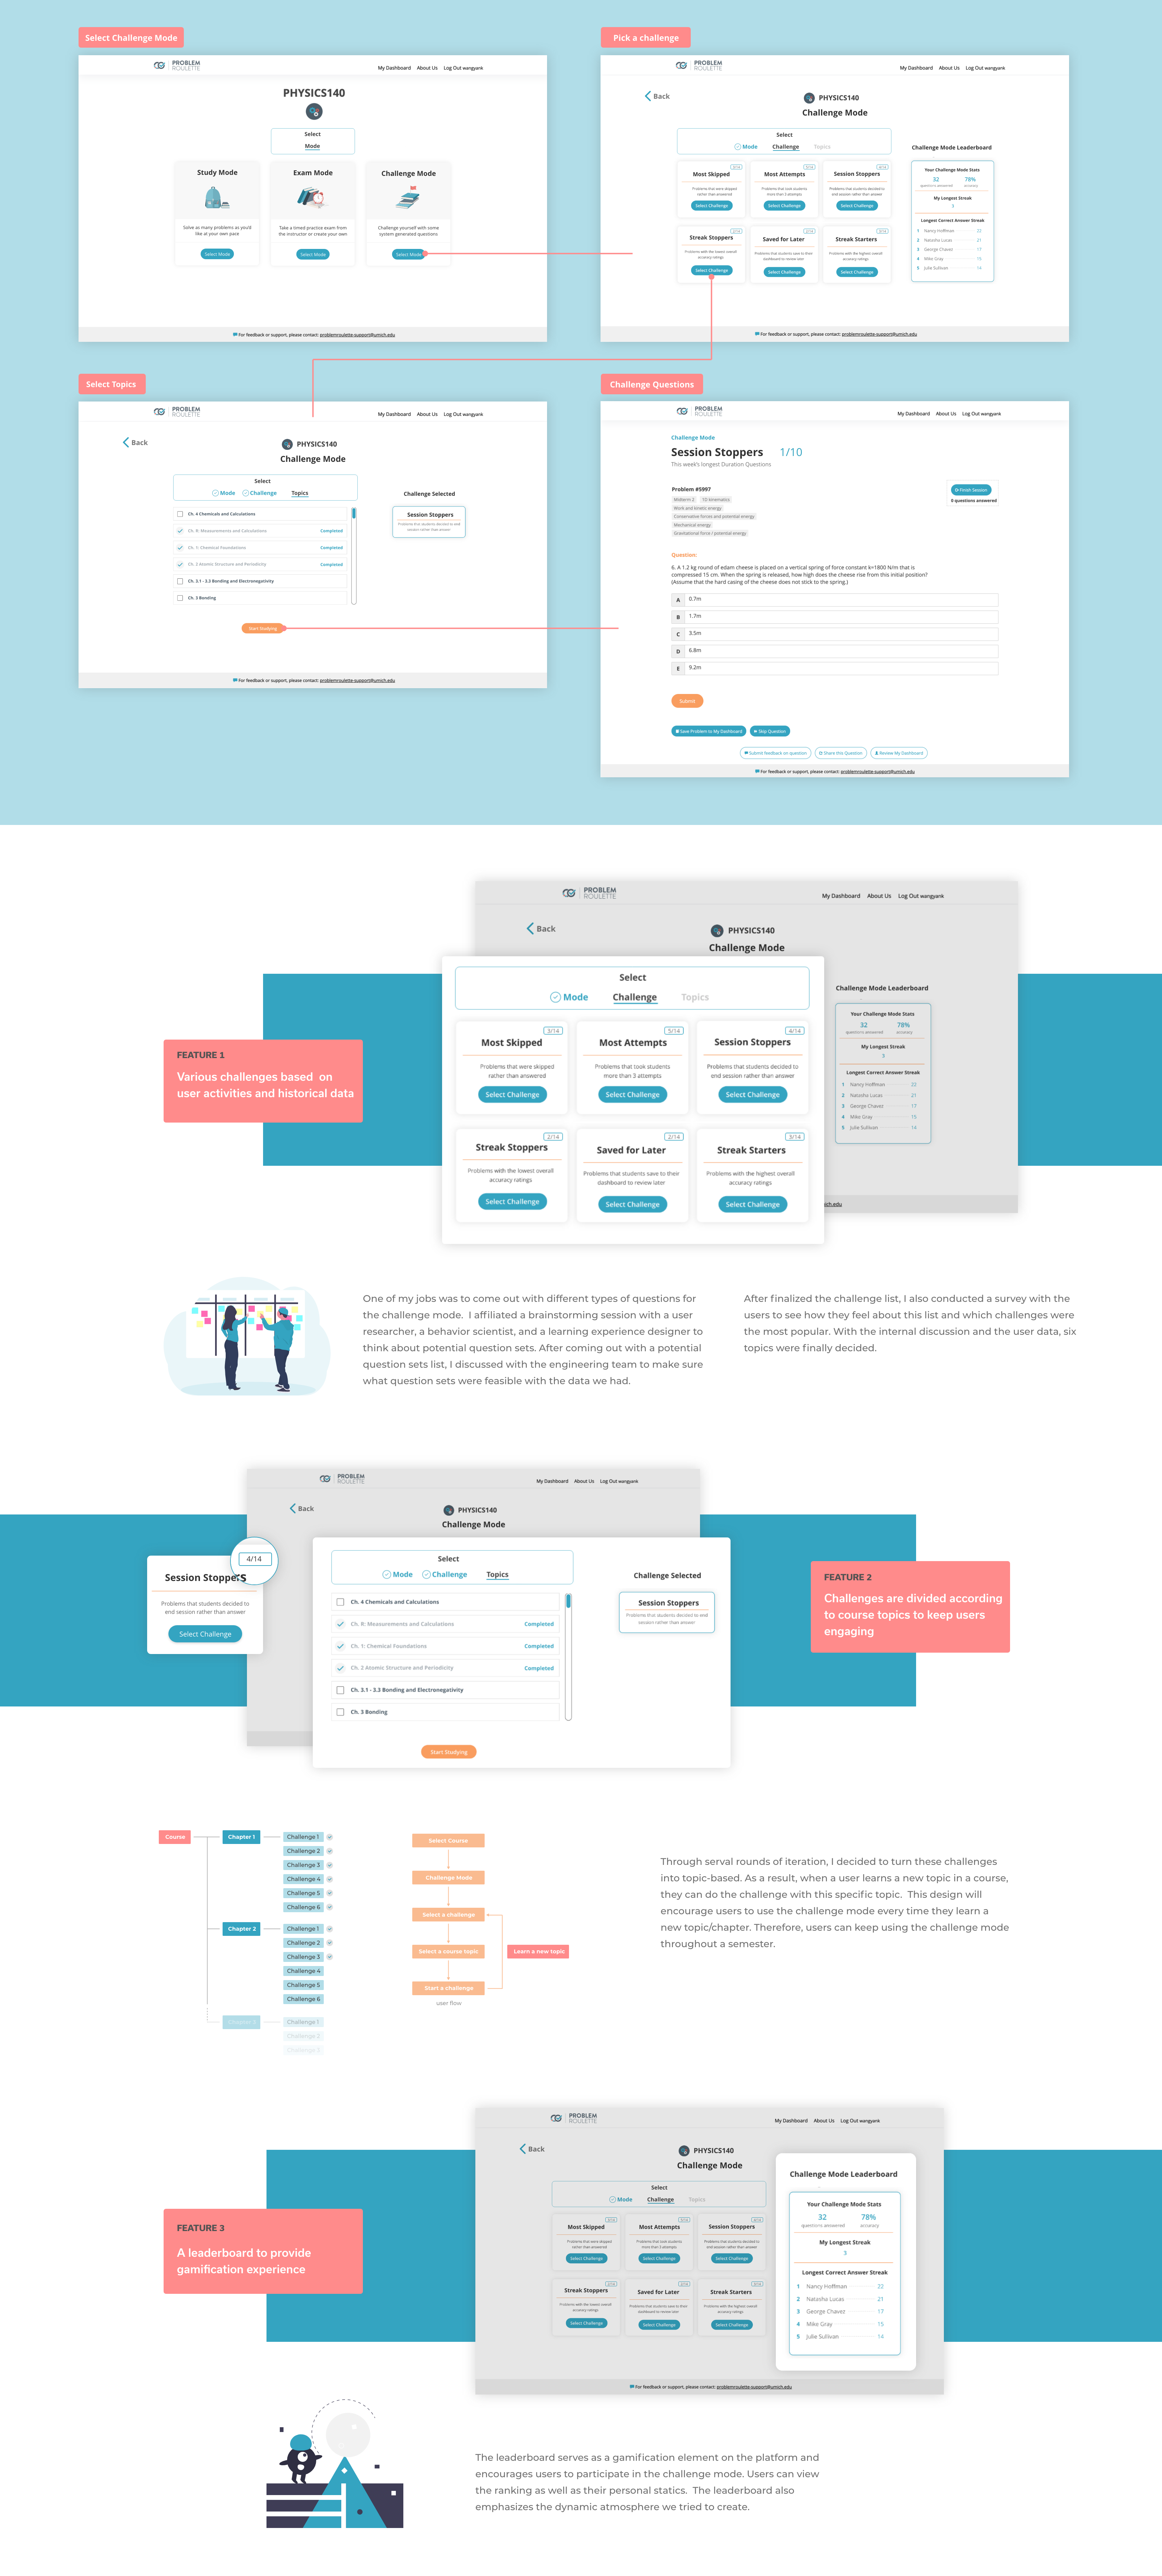 Select Challenge Mode
PROBLEM
ROULETTE
My Dashboard About Us Log Out wangyank
PHYSICS140
Select
Mode
Study Mode
Solve as many problems as you'd
like at your own pace
Select Mode
Exam Mode
Take a timed practice exam from
the instructor or create your own
Select Mode
Challenge Mode
Challenge yourself with some
system generated questions
Select Mode
For feedback or support, please contact: problemroulette-support@umich.edu
Pick a challenge
PROBLEM
ROULETTE
My Dashboard About Us Log Out wangyank
Back
PHYSICS140
Challenge Mode
Select
Mode Challenge Topics
3/14
Most Skipped
Problems that were skipped
rather than answered
Select Challenge
5/14
Most Attempts
Problems that took students
more than 3 attempts
Select Challenge
4/14
Session Stoppers
Problems that students decided to
end session rather than answer
Select Challenge
2/14
Streak Stoppers
Problems with the lowest overall
accuracy ratings
Select Challenge
2/14
Saved for Later
Problems that students save to their
dashboard to review later
Select Challenge
3/14
Streak Starters
Problems with the highest overall
accuracy ratings
Select Challenge
Challenge Mode Leaderboard
Your Challenge Mode Stats
32 78%
questions answered accuracy
My Longest Streak
3
Longest Correct Answer Streak
1 Nancy Hoffman 22
2 Natasha Lucas 21
3 George Chavez 17
4 Mike Gray 15
5 Julie Sullivan 14
For feedback or support, please contact: problemroulette-support@umich.edu
Select Topics
PROBLEM
ROULETTE
My Dashboard About Us Log Out wangyank
Back
PHYSICS140
Challenge Mode
Select
Mode Challenge Topics
Ch. 4 Chemicals and Calculations
Ch. R: Measurements and Calculations Completed
Ch. 1: Chemical Foundations Completed
Ch. 2 Atomic Structure and Periodicity Completed
Ch. 3.1 - 3.3 Bonding and Electronegativity
Ch. 3 Bonding
Start Studying
Challenge Selected
Session Stoppers
Problems that students decided to end
session rather than answer
For feedback or support, please contact: problemroulette-support@umich.edu
Challenge Questions
PROBLEM
ROULETTE
My Dashboard About Us Log Out wangyank
Challenge Mode
Session Stoppers 1/10
This week's longest Duration Questions
Problem #5997
Midterm 2 1D kinematics
Work and kinetic energy
Conservative forces and potential energy
Mechanical energy
Gravitational force / potential energy
Finish Session
0 questions answered
Question:
6. A 1.2 kg round of edam cheese is placed on a vertical spring of force constant k=1800 N/m that is
compressed 15 cm. When the spring is released, how high does the cheese rise from this initial position?
(Assume that the hard casing of the cheese does not stick to the spring.)
A 0.7m
B 1.7m
C 3.5m
D 6.8m
E 9.2m
Submit
Save Problem to My Dashboard Skip Question
Submit feedback on question Share this Question Review My Dashboard
For feedback or support, please contact: problemroulette-support@umich.edu
PROBLEM
ROULETTE
My Dashboard About Us Log Out wangyank
Back
PHYSICS140
Challenge Mode
FEATURE 1
Various challenges based on
user activities and historical data
Select
Mode Challenge Topics
3/14
Most Skipped
Problems that were skipped
rather than answered
Select Challenge
5/14
Most Attempts
Problems that took students
more than 3 attempts
Select Challenge
4/14
Session Stoppers
Problems that students decided to
end session rather than answer
Select Challenge
2/14
Streak Stoppers
Problems with the lowest overall
accuracy ratings
Select Challenge
2/14
Saved for Later
Problems that students save to their
dashboard to review later
Select Challenge
3/14
Streak Starters
Problems with the highest overall
accuracy ratings
Select Challenge
Challenge Mode Leaderboard
Your Challenge Mode Stats
32 78%
questions answered accuracy
My Longest Streak
3
Longest Correct Answer Streak
1 Nancy Hoffman 22
2 Natasha Lucas 21
3 George Chavez 17
4 Mike Gray 15
5 Julie Sullivan 14
ich.edu
One of my jobs was to come out with different types of questions for
the challenge mode. I affiliated a brainstorming session with a user
researcher, a behavior scientist, and a learning experience designer to
think about potential question sets. After coming out with a potential
question sets list, I discussed with the engineering team to make sure
what question sets were feasible with the data we had.
After finalized the challenge list, I also conducted a survey with the
users to see how they feel about this list and which challenges were
the most popular. With the internal discussion and the user data, six
topics were finally decided.
PROBLEM
ROULETTE
My Dashboard About Us Log Out wangyank
Back
PHYSICS140
Challenge Mode
4/14
Session Stoppers
Problems that students decided to
end session rather than answer
Select Challenge
Select
Mode Challenge Topics
Ch. 4 Chemicals and Calculations
Ch. R: Measurements and Calculations Completed
Ch. 1: Chemical Foundations Completed
Ch. 2 Atomic Structure and Periodicity Completed
Ch. 3.1 - 3.3 Bonding and Electronegativity
Ch. 3 Bonding
Start Studying
Challenge Selected
Session Stoppers
Problems that students decided to end
session rather than answer
FEATURE 2
Challenges are divided according
to course topics to keep users
engaging
Course
Chapter 1
Challenge 1
Challenge 2
Challenge 3
Challenge 4
Challenge 5
Challenge 6
Chapter 2
Challenge 1
Challenge 2
Challenge 3
Challenge 4
Challenge 5
Challenge 6
Chapter 3
Challenge 1
Challenge 2
Challenge 3
Select Course
Challenge Mode
Select a challenge
Select a course topic
Learn a new topic
Start a challenge
user flow
Through serval rounds of iteration, I decided to turn these challenges
into topic-based. As a result, when a user learns a new topic in a course,
they can do the challenge with this specific topic. This design will
encourage users to use the challenge mode every time they learn a
new topic/chapter. Therefore, users can keep using the challenge mode
throughout a semester.
PROBLEM
ROULETTE
My Dashboard About Us Log Out wangyank
Back
PHYSICS140
Challenge Mode
Select
Mode Challenge Topics
3/14
Most Skipped
Problems that were skipped
rather than answered
Select Challenge
5/14
Most Attempts
Problems that took students
more than 3 attempts
Select Challenge
4/14
Session Stoppers
Problems that students decided to
end session rather than answer
Select Challenge
2/14
Streak Stoppers
Problems with the lowest overall
accuracy ratings
Select Challenge
2/14
Saved for Later
Problems that students save to their
dashboard to review later
Select Challenge
3/14
Streak Starters
Problems with the highest overall
accuracy ratings
Select Challenge
Challenge Mode Leaderboard
Your Challenge Mode Stats
32 78%
questions answered accuracy
My Longest Streak
3
Longest Correct Answer Streak
1 Nancy Hoffman 22
2 Natasha Lucas 21
3 George Chavez 17
4 Mike Gray 15
5 Julie Sullivan 14
For feedback or support, please contact: problemroulette-support@umich.edu
FEATURE 3
A leaderboard to provide
gamification experience
The leaderboard serves as a gamification element on the platform and
encourages users to participate in the challenge mode. Users can view
the ranking as well as their personal statics. The leaderboard also
emphasizes the dynamic atmosphere we tried to create.